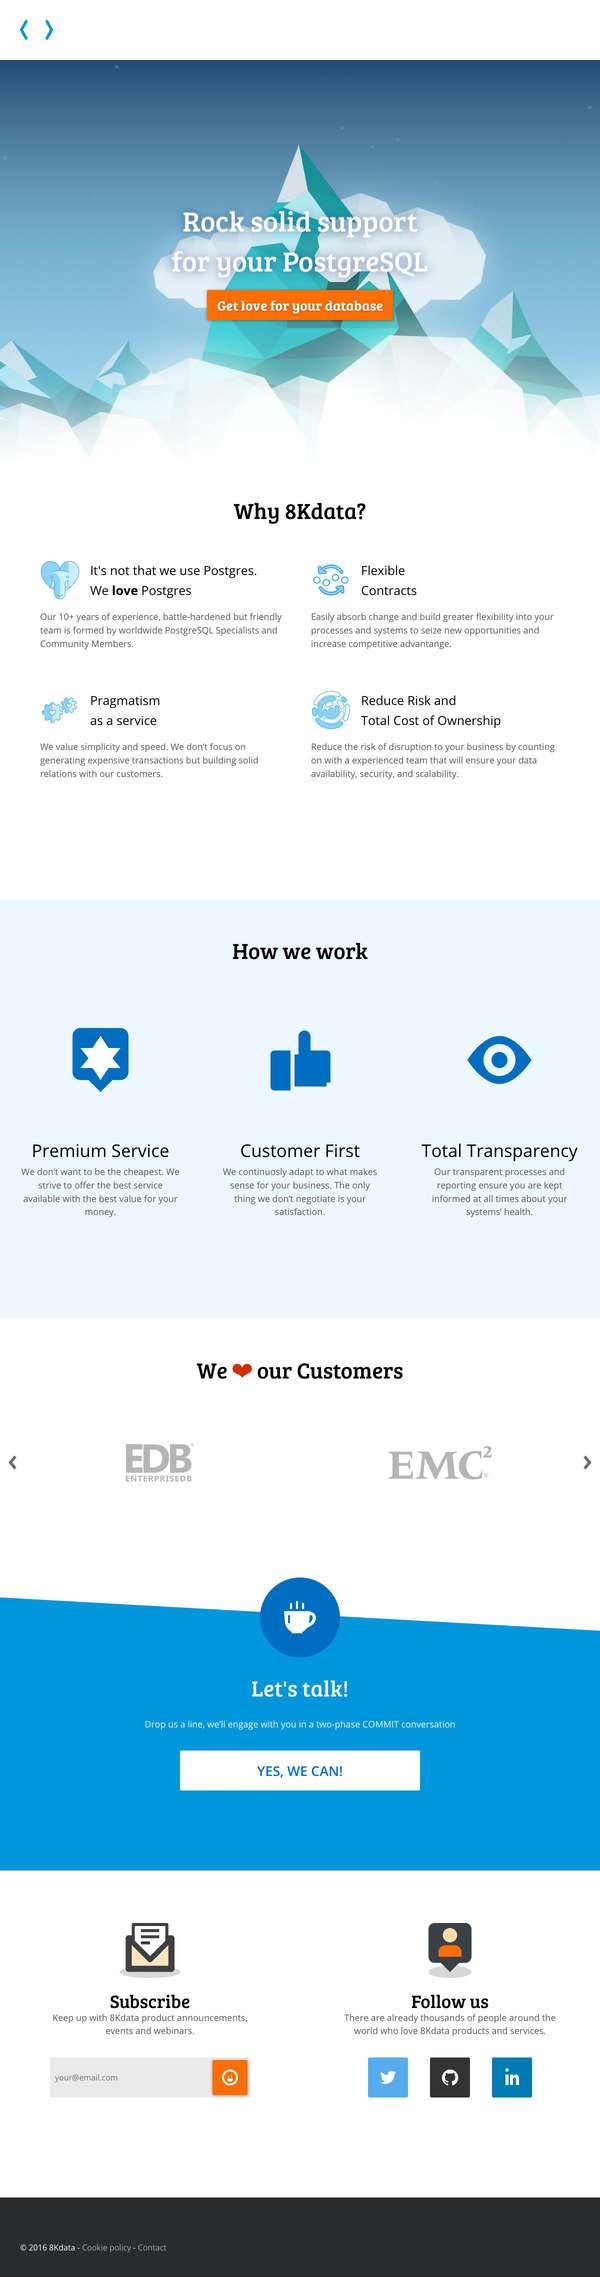 Rock solid support
for your PostgreSQL
Get love for your database
Why 8Kdata?
It's not that we use Postgres.
We love Postgres
Our 10+ years of experience, battle-hardened but friendly
team is formed by worldwide PostgreSQL Specialists and
Community Members.
Flexible
Contracts
Easily absorb change and build greater flexibility into your
processes and systems to seize new opportunities and
increase competitive advantange.
Pragmatism
as a service
We value simplicity and speed. We don't focus on
generating expensive transactions but building solid
relations with our customers.
Reduce Risk and
Total Cost of Ownership
Reduce the risk of disruption to your business by counting
on with a experienced team that will ensure your data
availability, security, and scalability.
How we work
Premium Service
We don't want to be the cheapest. We
strive to offer the best service
available with the best value for your
money.
Customer First
We continuosly adapt to what makes
sense for your business. The only
thing we don't negotiate is your
satisfaction.
Total Transparency
Our transparent processes and
reporting ensure you are kept
informed at all times about your
systems' health.
We ❤ our Customers
EDB
ENTERPRISEDB
EMC²
Let's talk!
Drop us a line, we'll engage with you in a two-phase COMMIT conversation
YES, WE CAN!
Subscribe
Keep up with 8Kdata product announcements,
events and webinars.
your@email.com
Follow us
There are already thousands of people around the
world who love 8Kdata products and services.
in
© 2016 8Kdata - Cookie policy - Contact